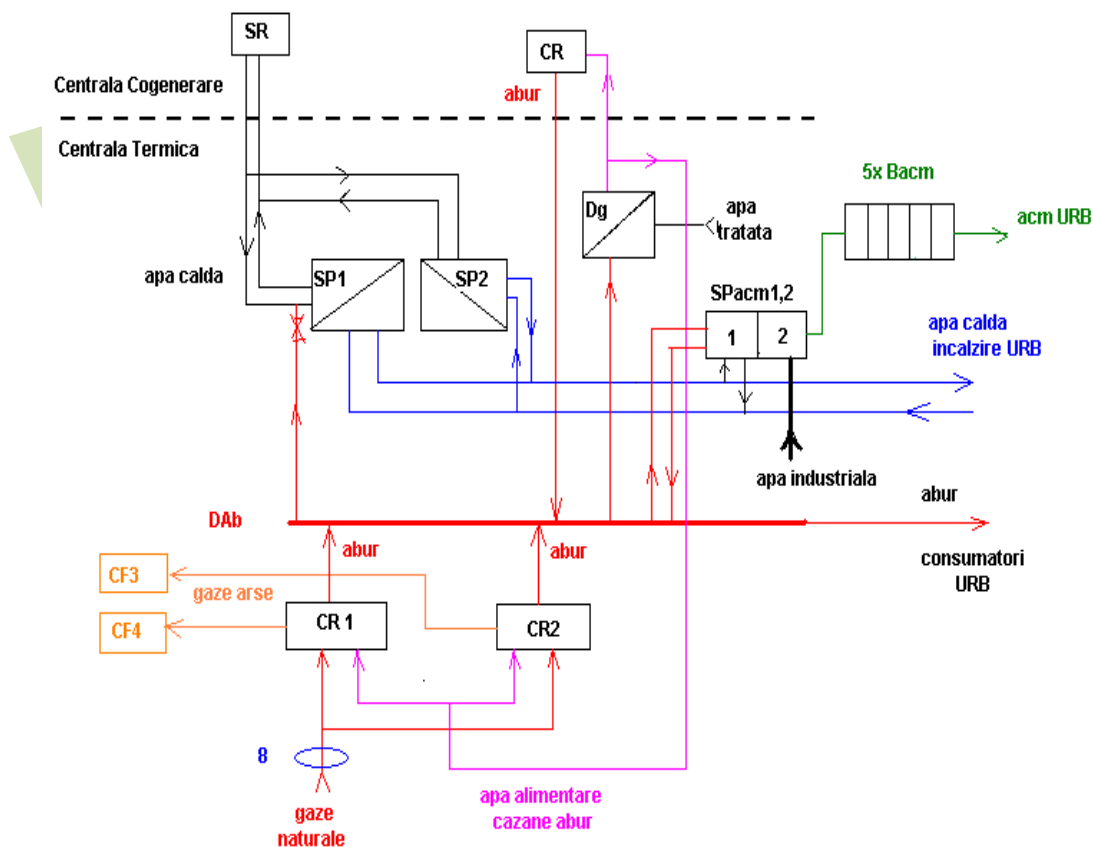 SR
CR
Centrala Cogenerare
abur
Centrala Termica
5x Bacm
Dg
apa
tratata
acm URB
apa calda
SP1
SP2
SPacm1,2
1
2
apa calda
incalzire URB
apa industriala
abur
DAb
abur
abur
consumatori
URB
CF3
gaze arse
CF4
CR 1
CR2
8
apa alimentare
cazane abur
gaze
naturale